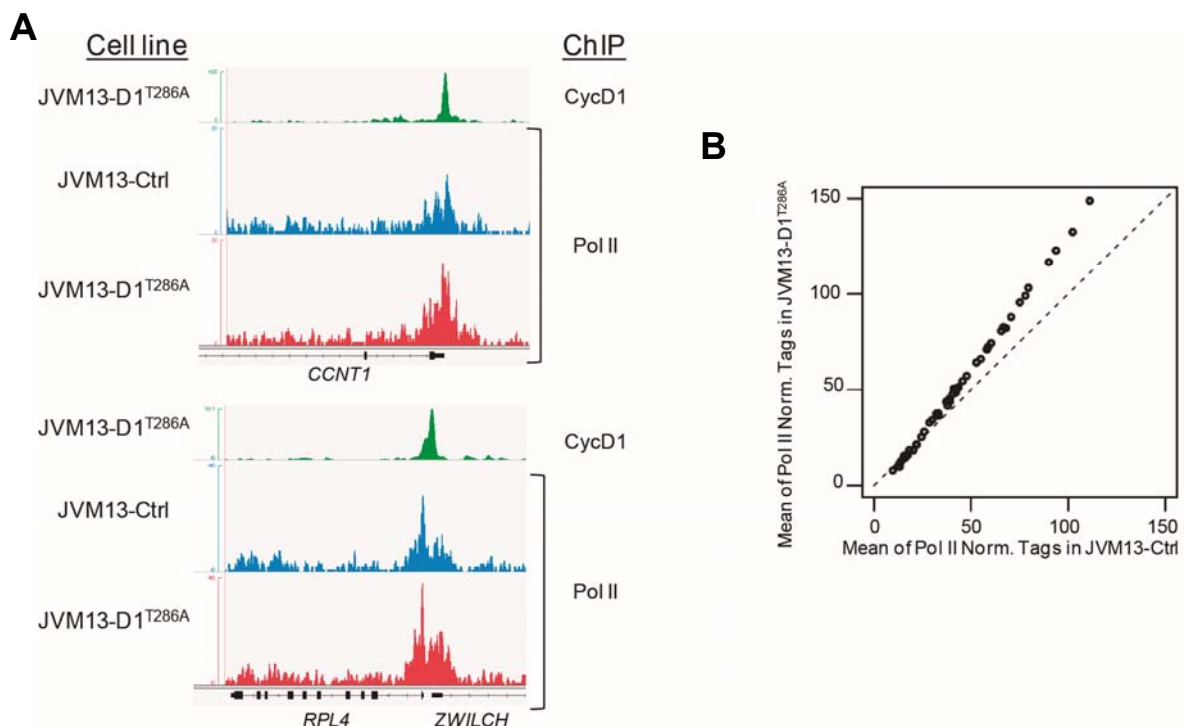 A
Cell line
ChIP
JVM13-D1T286A
CycD1
JVM13-Ctrl
Pol II
JVM13-D1T286A
CCNT1
JVM13-D1T286A
CycD1
JVM13-Ctrl
Pol II
JVM13-D1T286A
RPL4 ZWILCH
B
Mean of Pol II Norm. Tags in JVM13-D1T286A
150
100
50
0
0 50 100 150
Mean of Pol II Norm. Tags in JVM13-Ctrl